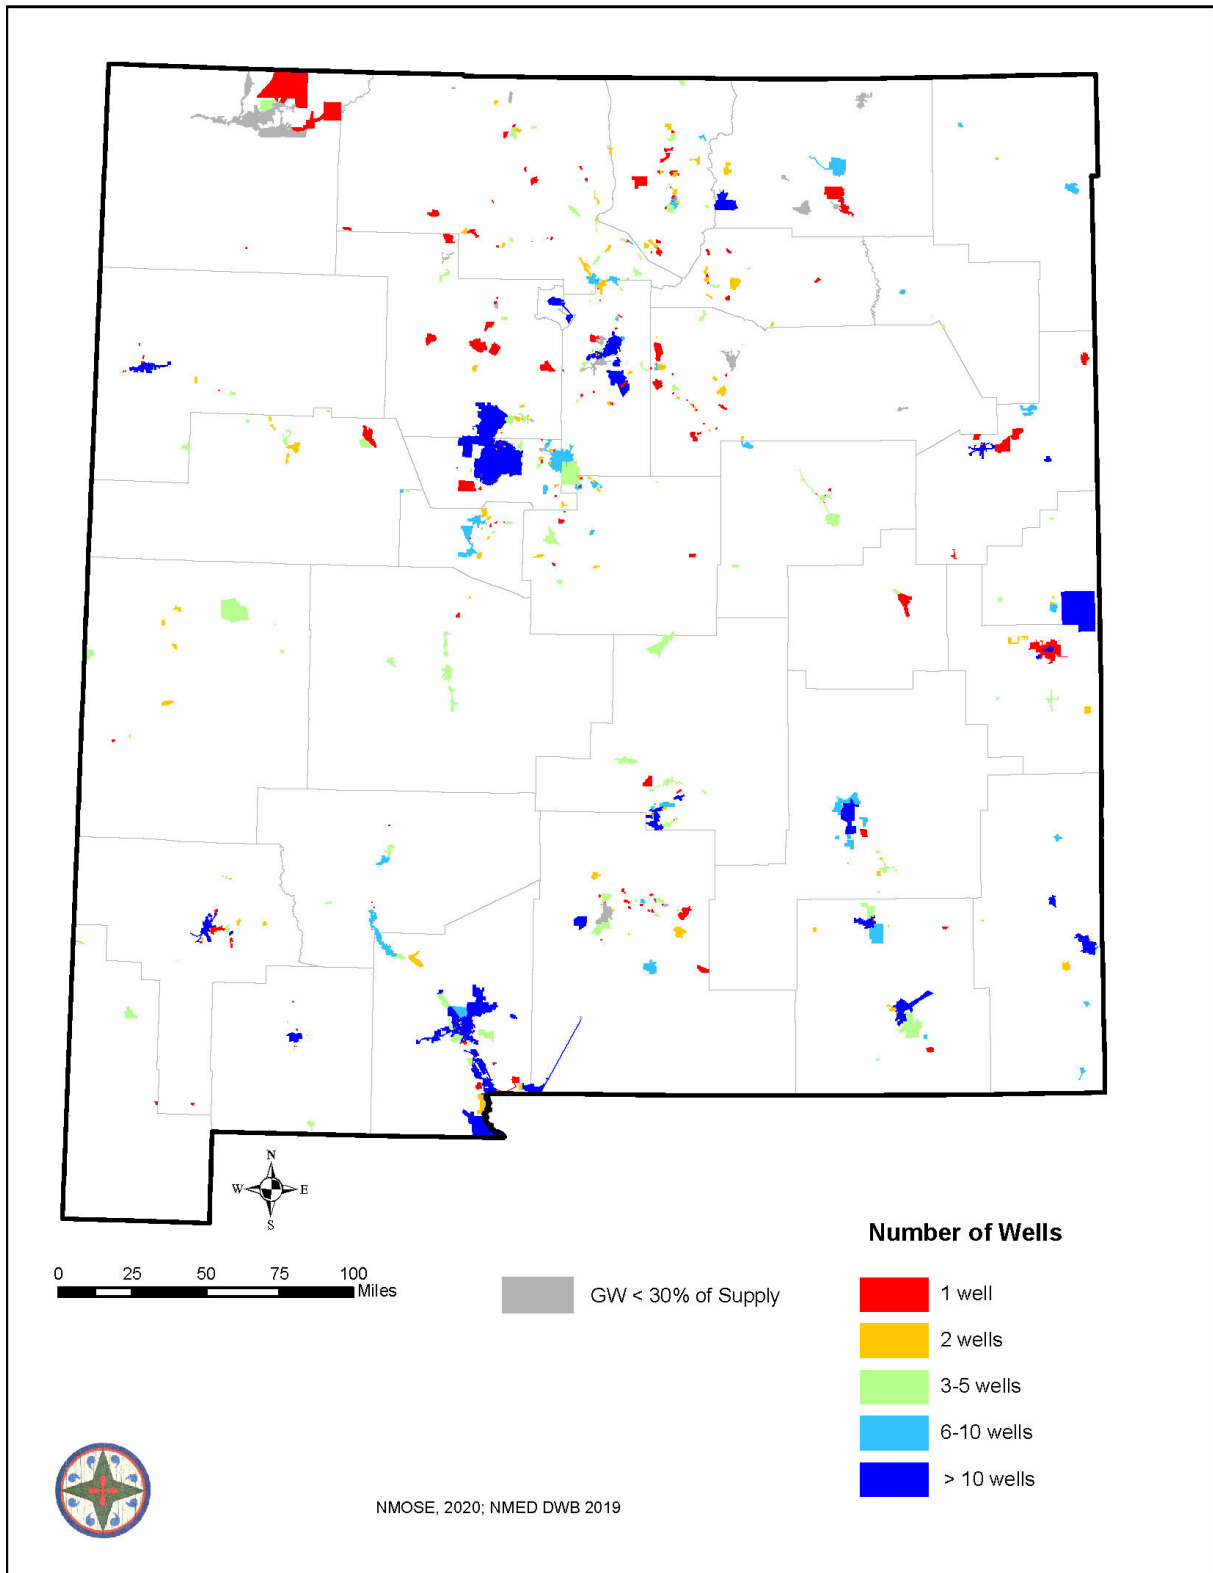 N
W E
S
0 25 50 75 100
Miles
GW < 30% of Supply
Number of Wells
1 well
2 wells
3-5 wells
6-10 wells
> 10 wells
NMOSE, 2020; NMED DWB 2019